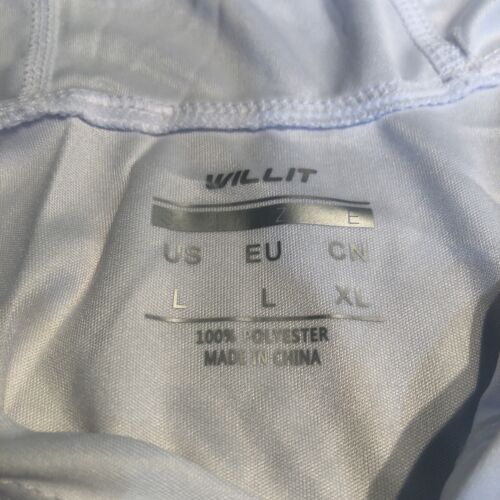 WILLIT
SIZE
US EU CN
L L XL
100% POLYESTER
MADE IN CHINA